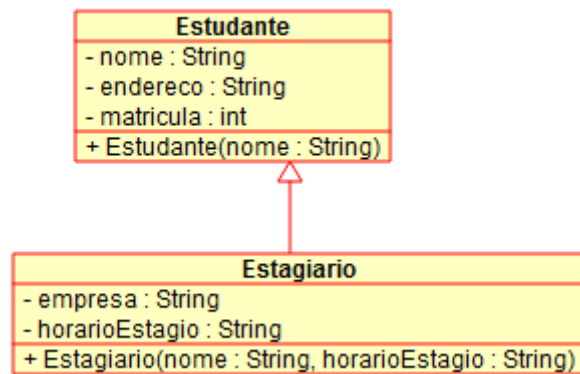 Estudante
- nome : String
- endereco : String
- matricula : int
+ Estudante(nome : String)
Estagiario
- empresa : String
- horarioEstagio : String
+ Estagiario(nome : String, horarioEstagio : String)